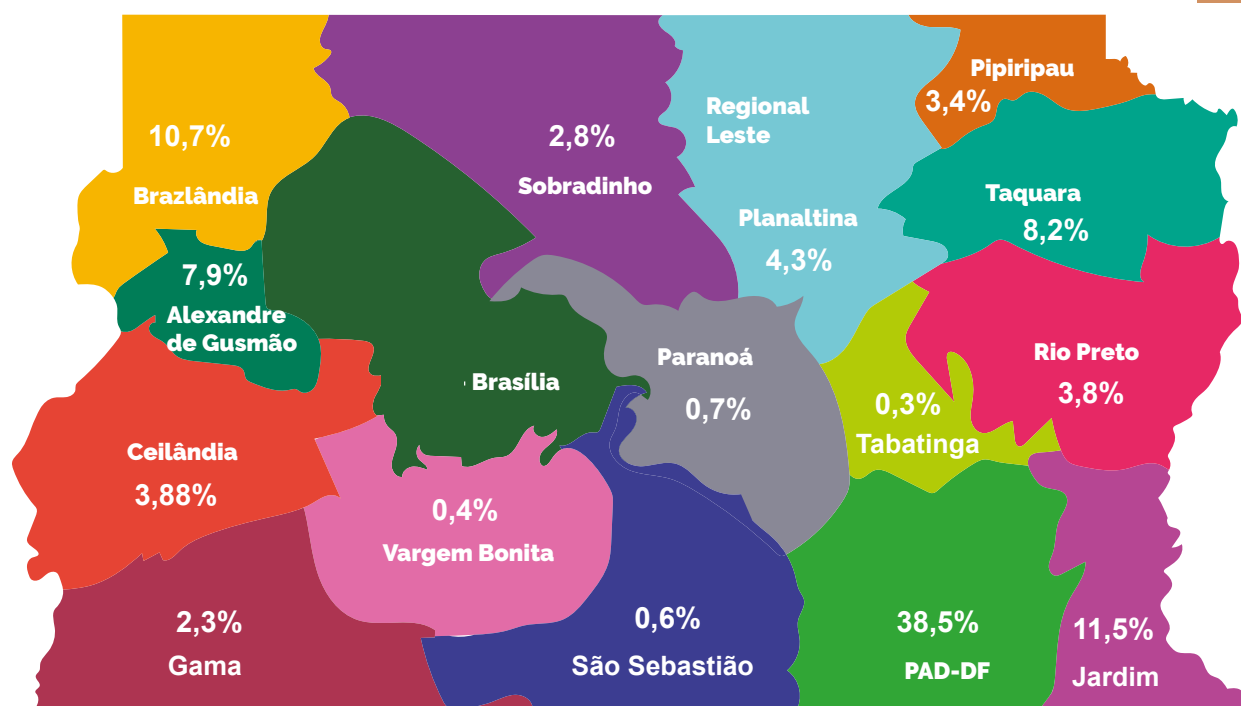 Pipiripau
3,4%
Regional
Leste
10,7%
Brazlândia
2,8%
Sobradinho
Planaltina
4,3%
Taquara
8,2%
7,9%
Alexandre
de Gusmão
Brasília
Paranoá
0,7%
Rio Preto
3,8%
0,3%
Tabatinga
Ceilândia
3,88%
0,4%
Vargem Bonita
2,3%
Gama
0,6%
São Sebastião
38,5%
PAD-DF
11,5%
Jardim